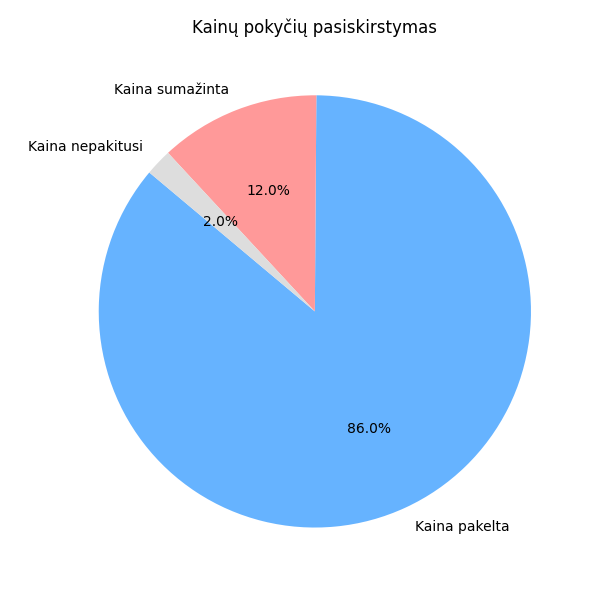 Kainų pokyčių pasiskirstymas
Kaina sumažinta
Kaina nepakitusi
12.0%
2.0%
86.0%
Kaina pakelta